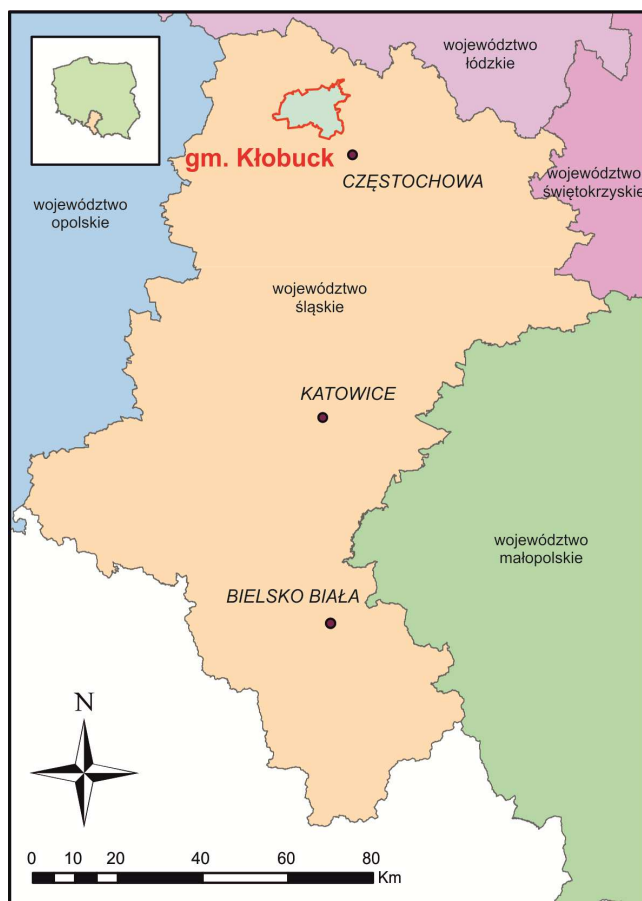 województwo
łódzkie
gm. Kłobuck
CZĘSTOCHOWA
województwo
świętokrzyskie
województwo
opolskie
województwo
śląskie
KATOWICE
województwo
małopolskie
BIELSKO BIAŁA
N
0 10 20 40 60 80
Km